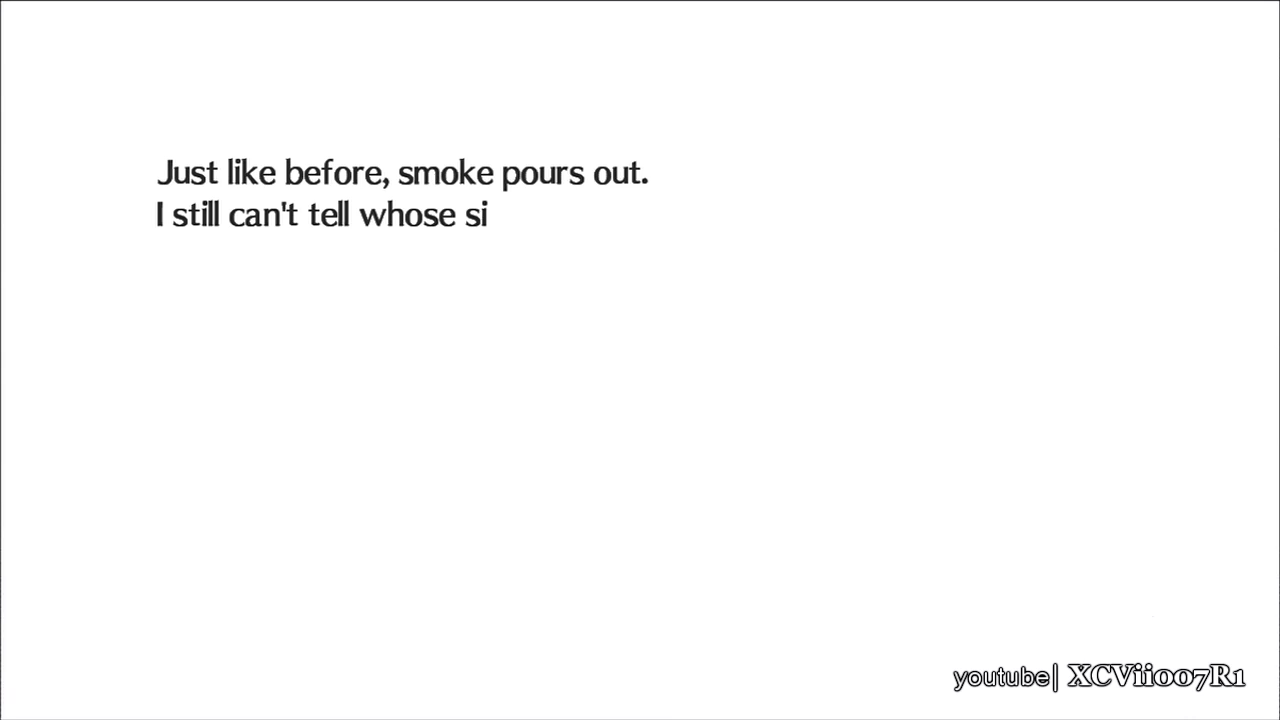 Just like before, smoke pours out.
I still can't tell whose si
youtube| XCVii007R1